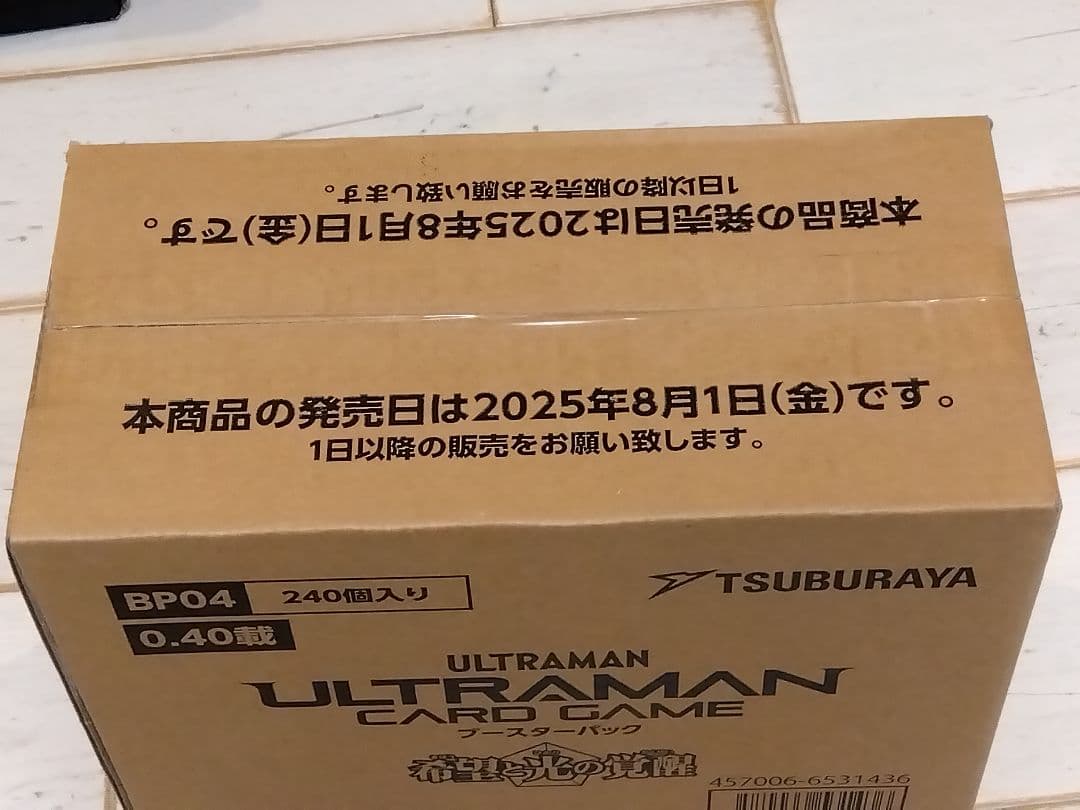 本商品の発売日は2025年8月1日(金)です。
1日以降の販売をお願い致します。
本商品の発売日は2025年8月1日(金)です。
1日以降の販売をお願い致します。
BP04 240個入り
0.40載
TSUBURAYA
ULTRAMAN
ULTRAMAN
CARD GAME
ブースターパック
希望と光の覚醒
457006-6531436